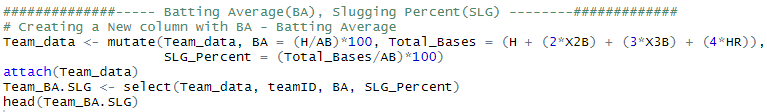 ##############----- Batting Average(BA), Slugging Percent(SLG) --------#############
# Creating a New column with BA - Batting Average
Team_data <- mutate(Team_data, BA = (H/AB)*100, Total_Bases = (H + (2*X2B) + (3*X3B) + (4*HR)),
SLG_Percent = (Total_Bases/AB)*100)
attach(Team_data)
Team_BA.SLG <- select(Team_data, teamID, BA, SLG_Percent)
head(Team_BA.SLG)